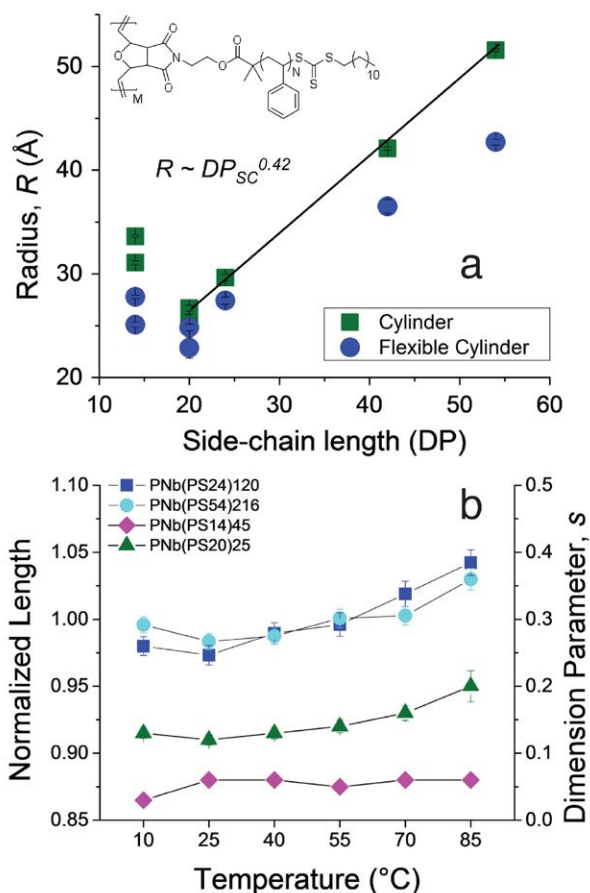 50
40
30
20
10
20
30
40
50
60
Radius, R (Å)
Side-chain length (DP)
O
O
N
O
O
O
M
N
S
S
S
10
R ~ DP_SC^0.42
a
Cylinder
Flexible Cylinder
1.10
1.05
1.00
0.95
0.90
0.85
Normalized Length
PNb(PS24)120
PNb(PS54)216
PNb(PS14)45
PNb(PS20)25
b
0.5
0.4
0.3
0.2
0.1
0.0
Dimension Parameter, s
10
25
40
55
70
85
Temperature (°C)